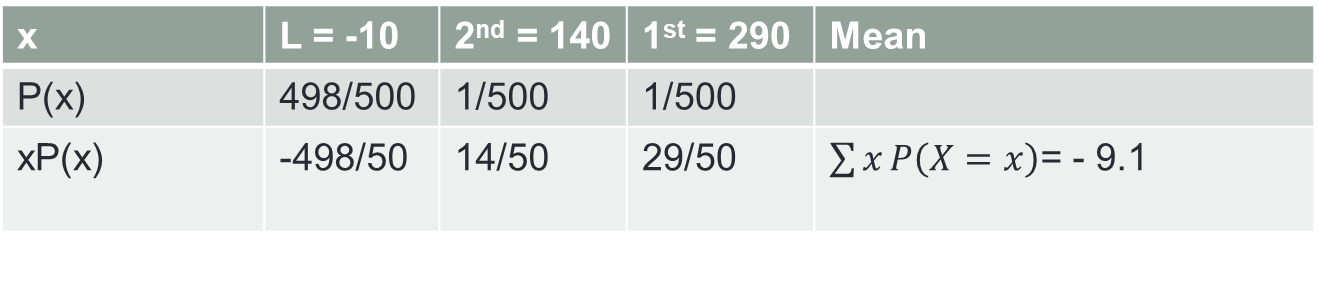 x L = -10 2nd = 140 1st = 290 Mean
P(x) 498/500 1/500 1/500
xP(x) -498/50 14/50 29/50 ∑ x P(X = x)= - 9.1